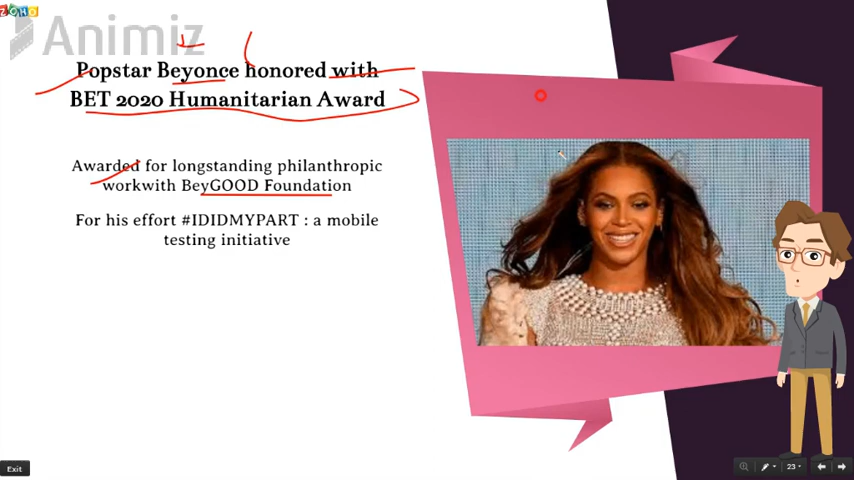 ZOHO
Animiz
Popstar Beyonce honored with
BET 2020 Humanitarian Award
Awarded for longstanding philanthropic
workwith BeyGOOD Foundation
For his effort #IDIDMYPART : a mobile
testing initiative
Exit
23